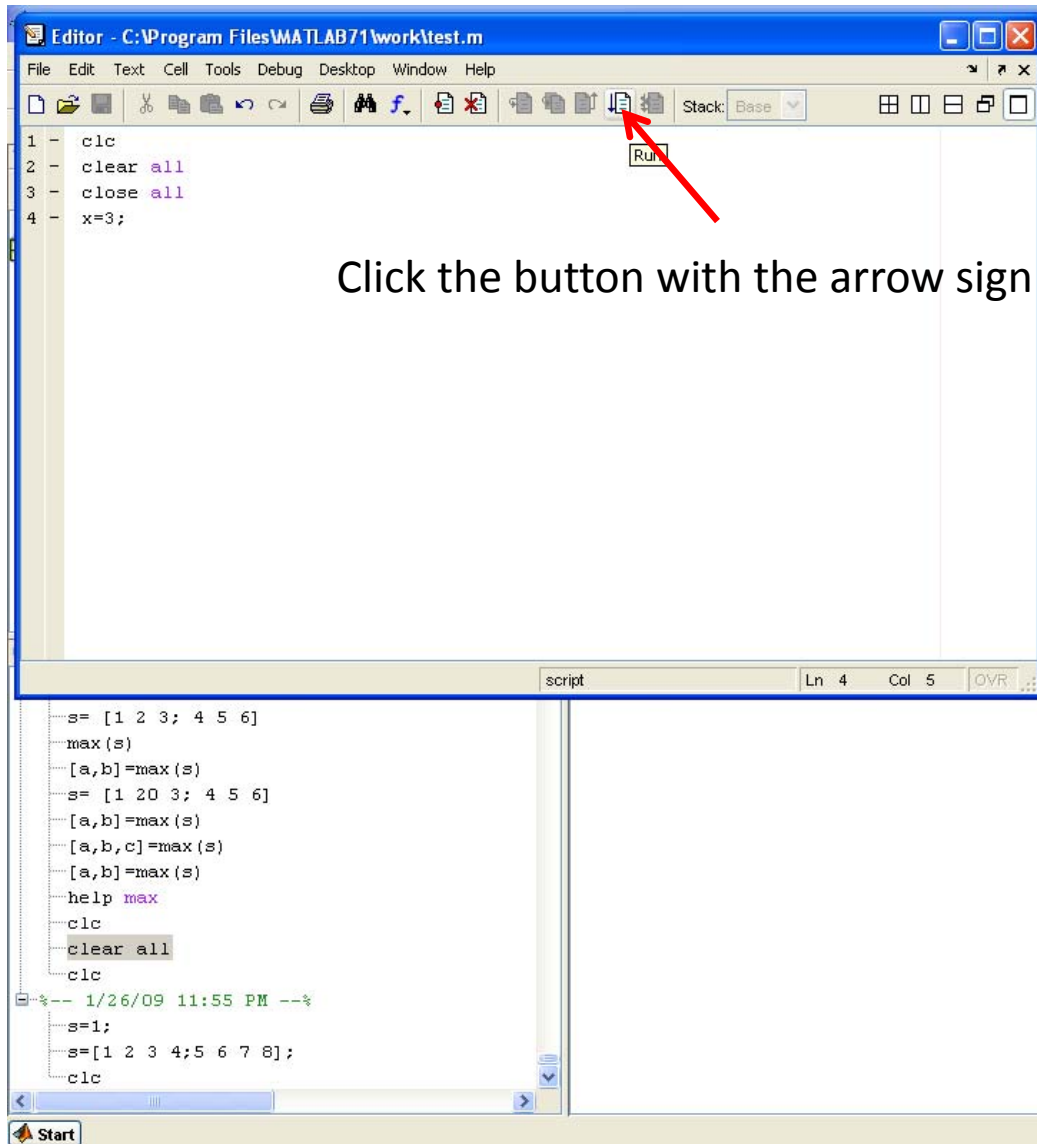 Editor - C:\Program Files\MATLAB71\work\test.m
File Edit Text Cell Tools Debug Desktop Window Help
Stack: Base
1 - clc
Run
2 - clear all
3 - close all
4 - x=3;
Click the button with the arrow sign
script Ln 4 Col 5 OVR
s= [1 2 3; 4 5 6]
max(s)
[a,b]=max(s)
s= [1 20 3; 4 5 6]
[a,b]=max(s)
[a,b,c]=max(s)
[a,b]=max(s)
help max
clc
clear all
clc
%-- 1/26/09 11:55 PM --%
s=1;
s=[1 2 3 4;5 6 7 8];
clc
Start